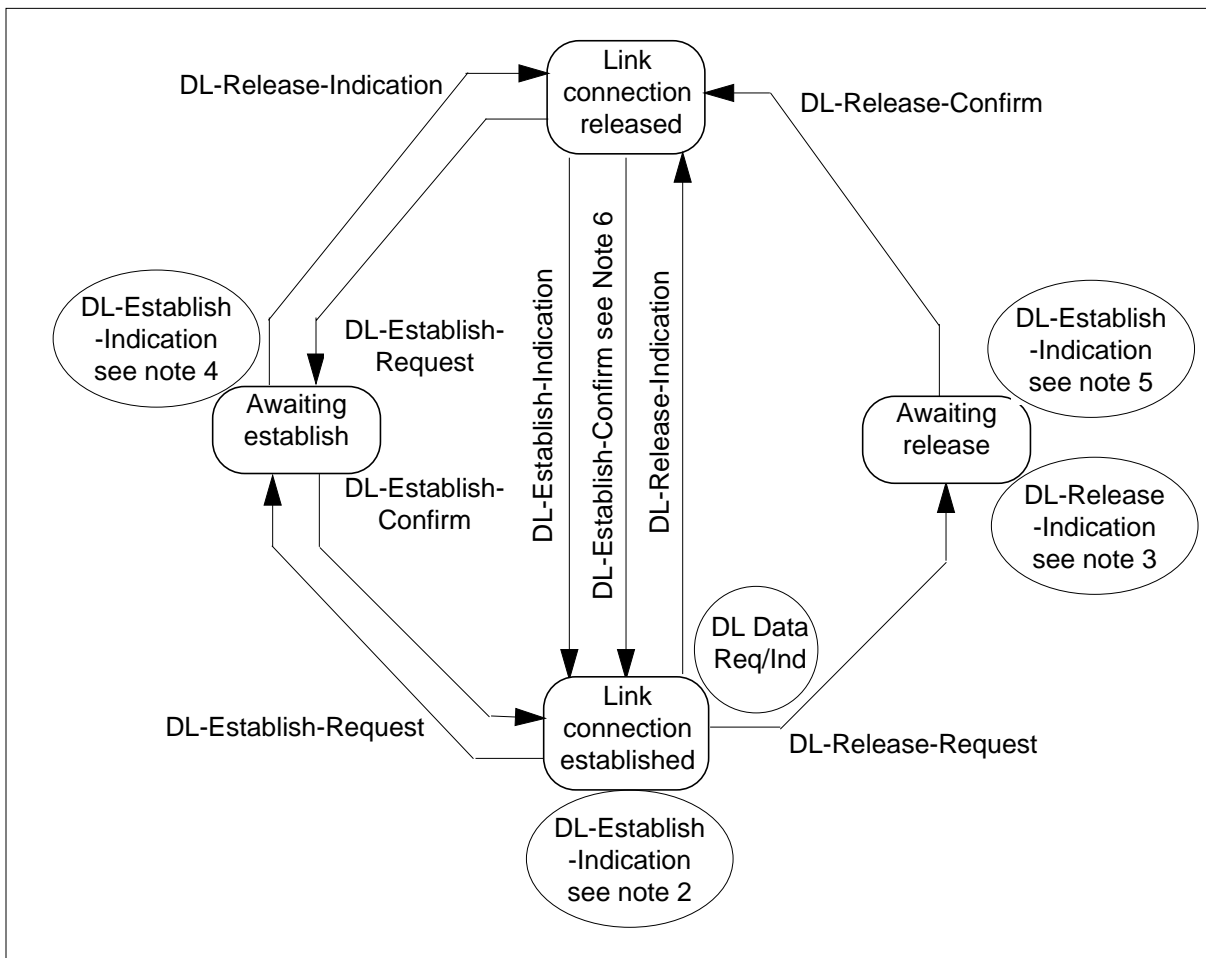 Link
connection
released
DL-Release-Indication
DL-Release-Confirm
DL-Establish
-Indication
see note 4
DL-Establish-
Request
DL-Establish-Indication
DL-Establish-Confirm see Note 6
DL-Release-Indication
DL-Establish
-Indication
see note 5
Awaiting
establish
Awaiting
release
DL-Establish-
Confirm
DL-Release
-Indication
see note 3
DL Data
Req/Ind
DL-Establish-Request
Link
connection
established
DL-Release-Request
DL-Establish
-Indication
see note 2